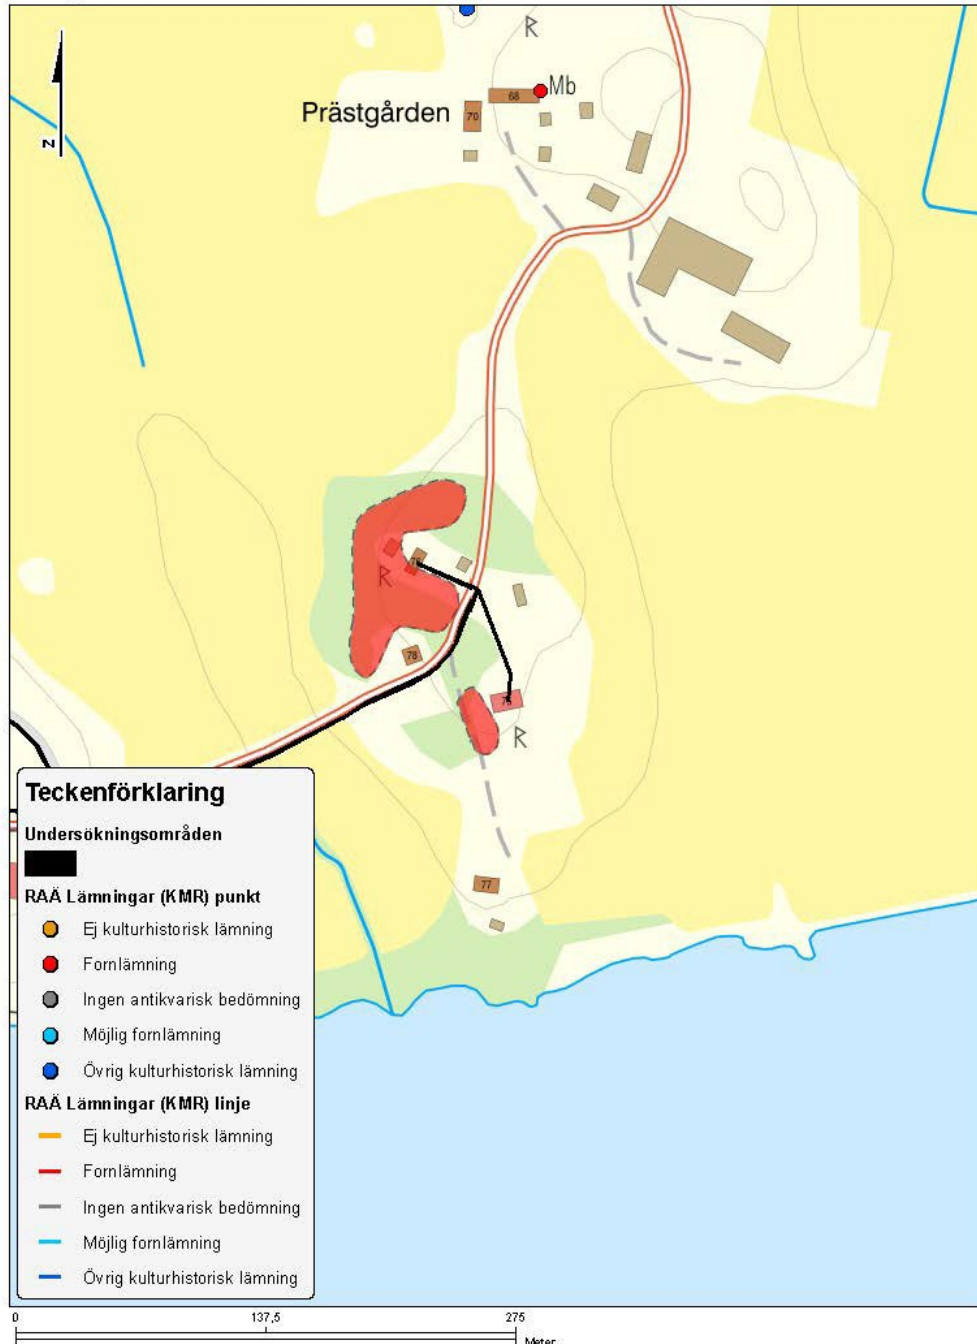 R
68
Mb
Prästgården
70
N
R
78
R
77
Teckenförklaring
Undersökningsområden
RAÄ Lämningar (KMR) punkt
Ej kulturhistorisk lämning
Fornlämning
Ingen antikvarisk bedömning
Möjlig fornlämning
Övrig kulturhistorisk lämning
RAÄ Lämningar (KMR) linje
Ej kulturhistorisk lämning
Fornlämning
Ingen antikvarisk bedömning
Möjlig fornlämning
Övrig kulturhistorisk lämning
0 137,5 275
Meter